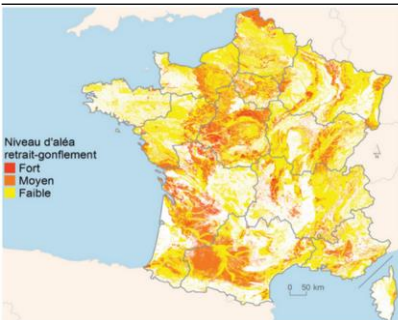 Niveau d'aléa
retrait-gonflement
Fort
Moyen
Faible
0 50 km